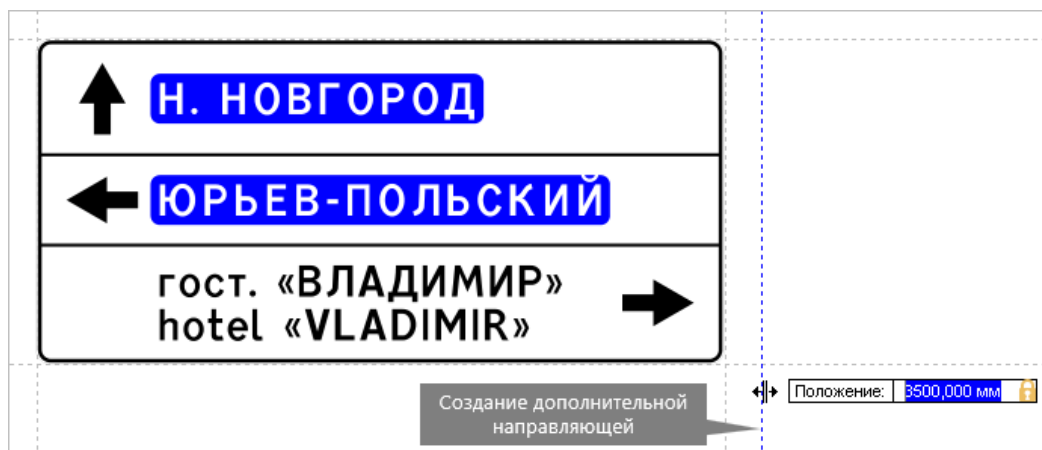 Н. НОВГОРОД
ЮРЬЕВ-ПОЛЬСКИЙ
гост. «ВЛАДИМИР»
hotel «VLADIMIR»
Положение: 3500,000 мм
Создание дополнительной
направляющей